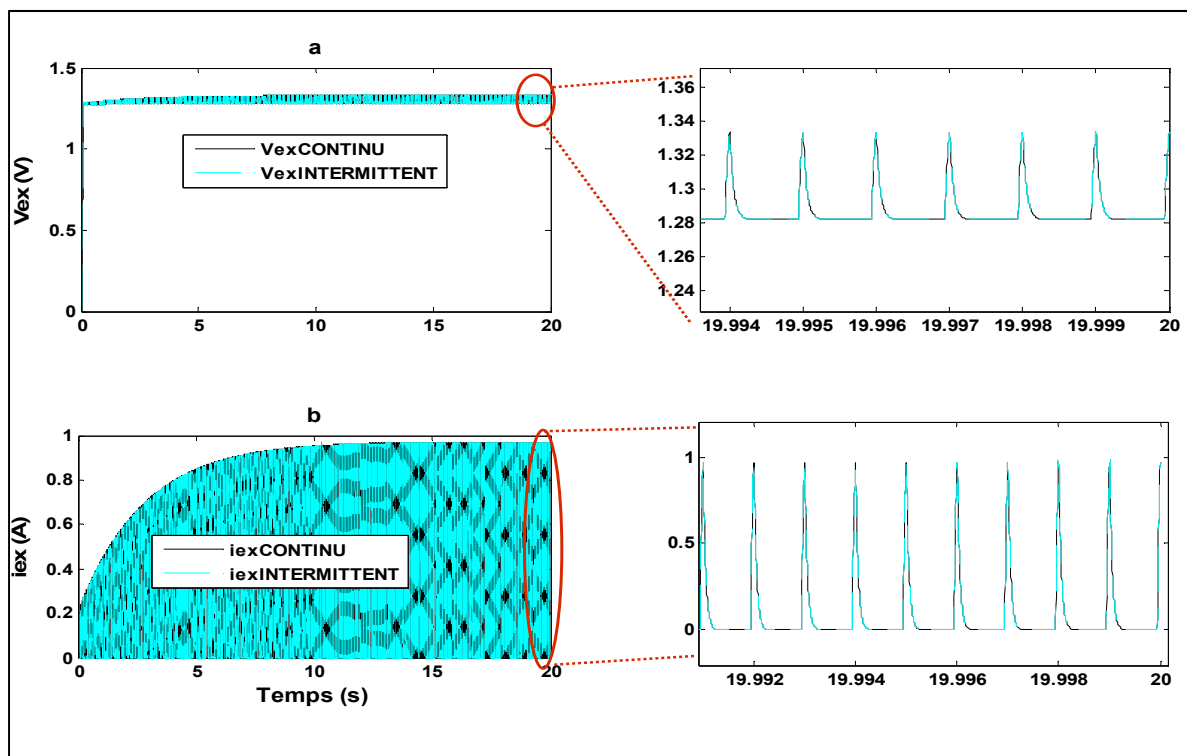 a
Vex (V)
1.5
1
0.5
0
0 5 10 15 20
VexCONTINU
VexINTERMITTENT
1.36
1.34
1.32
1.3
1.28
1.26
1.24
19.994 19.995 19.996 19.997 19.998 19.999 20
b
iex (A)
1
0.8
0.6
0.4
0.2
0
0 5 10 15 20
iexCONTINU
iexINTERMITTENT
Temps (s)
1
0.5
0
19.992 19.994 19.996 19.998 20